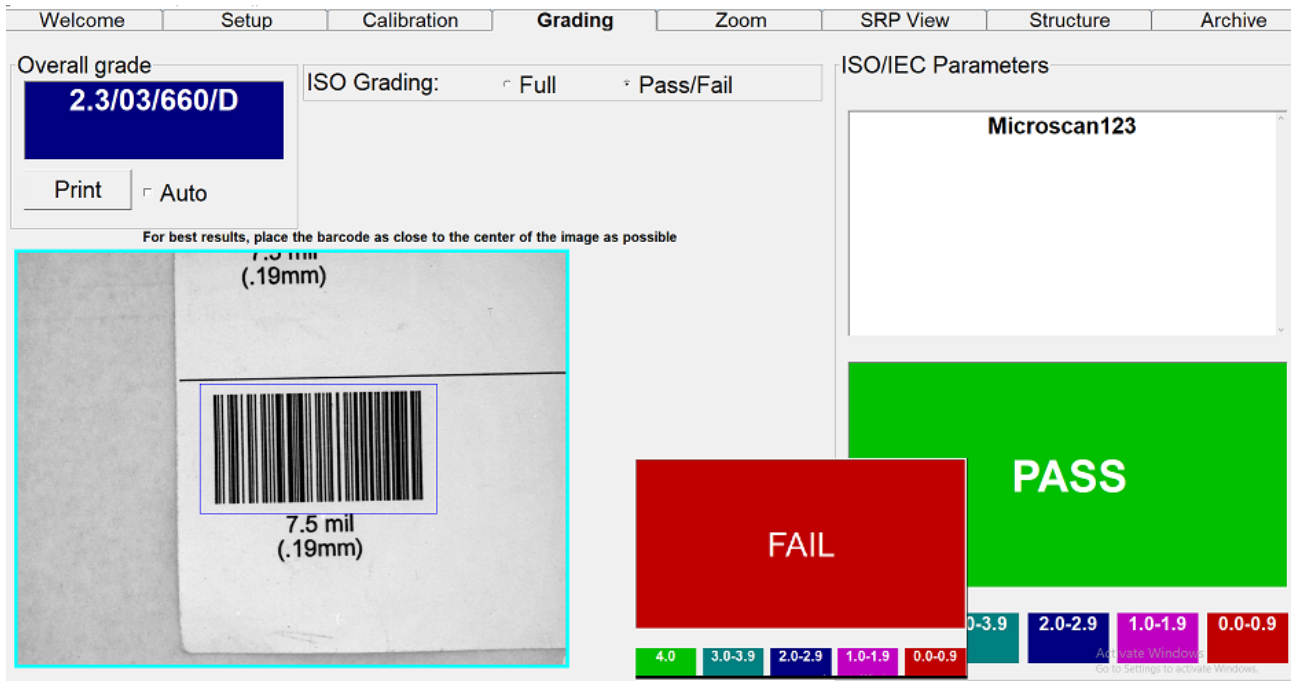 Welcome Setup Calibration Grading Zoom SRP View Structure Archive
Overall grade
2.3/03/660/D
Print Auto
ISO Grading: Full Pass/Fail
ISO/IEC Parameters
Microscan123
For best results, place the barcode as close to the center of the image as possible
7.5 mil
(.19mm)
7.5 mil
(.19mm)
PASS
FAIL
0-3.9 2.0-2.9 1.0-1.9 0.0-0.9
Activate Windows
Go to Settings to activate Windows.
4.0 3.0-3.9 2.0-2.9 1.0-1.9 0.0-0.9